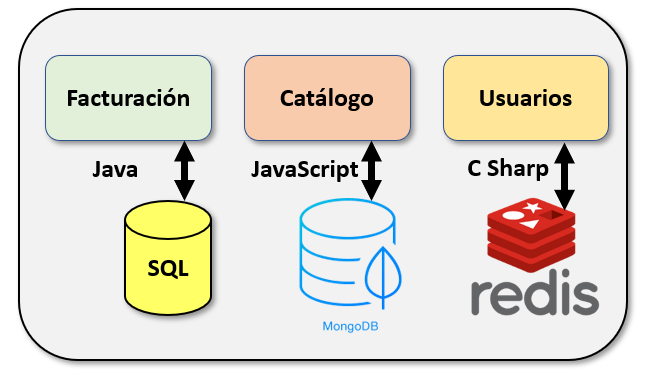 Facturación
Catálogo
Usuarios
Java
JavaScript
C Sharp
SQL
MongoDB
redis